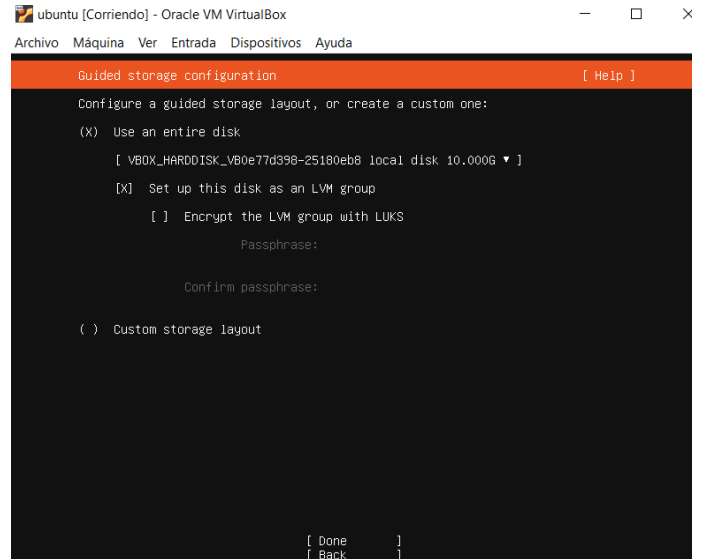 ubuntu [Corriendo] - Oracle VM VirtualBox
Archivo Máquina Ver Entrada Dispositivos Ayuda
Guided storage configuration [ Help ]
Configure a guided storage layout, or create a custom one:
(X) Use an entire disk
[ VBOX_HARDDISK_VB0e77d398-25180eb8 local disk 10.000G ▾ ]
[X] Set up this disk as an LVM group
[ ] Encrypt the LVM group with LUKS
Passphrase:
Confirm passphrase:
( ) Custom storage layout
[ Done ]
[ Back ]